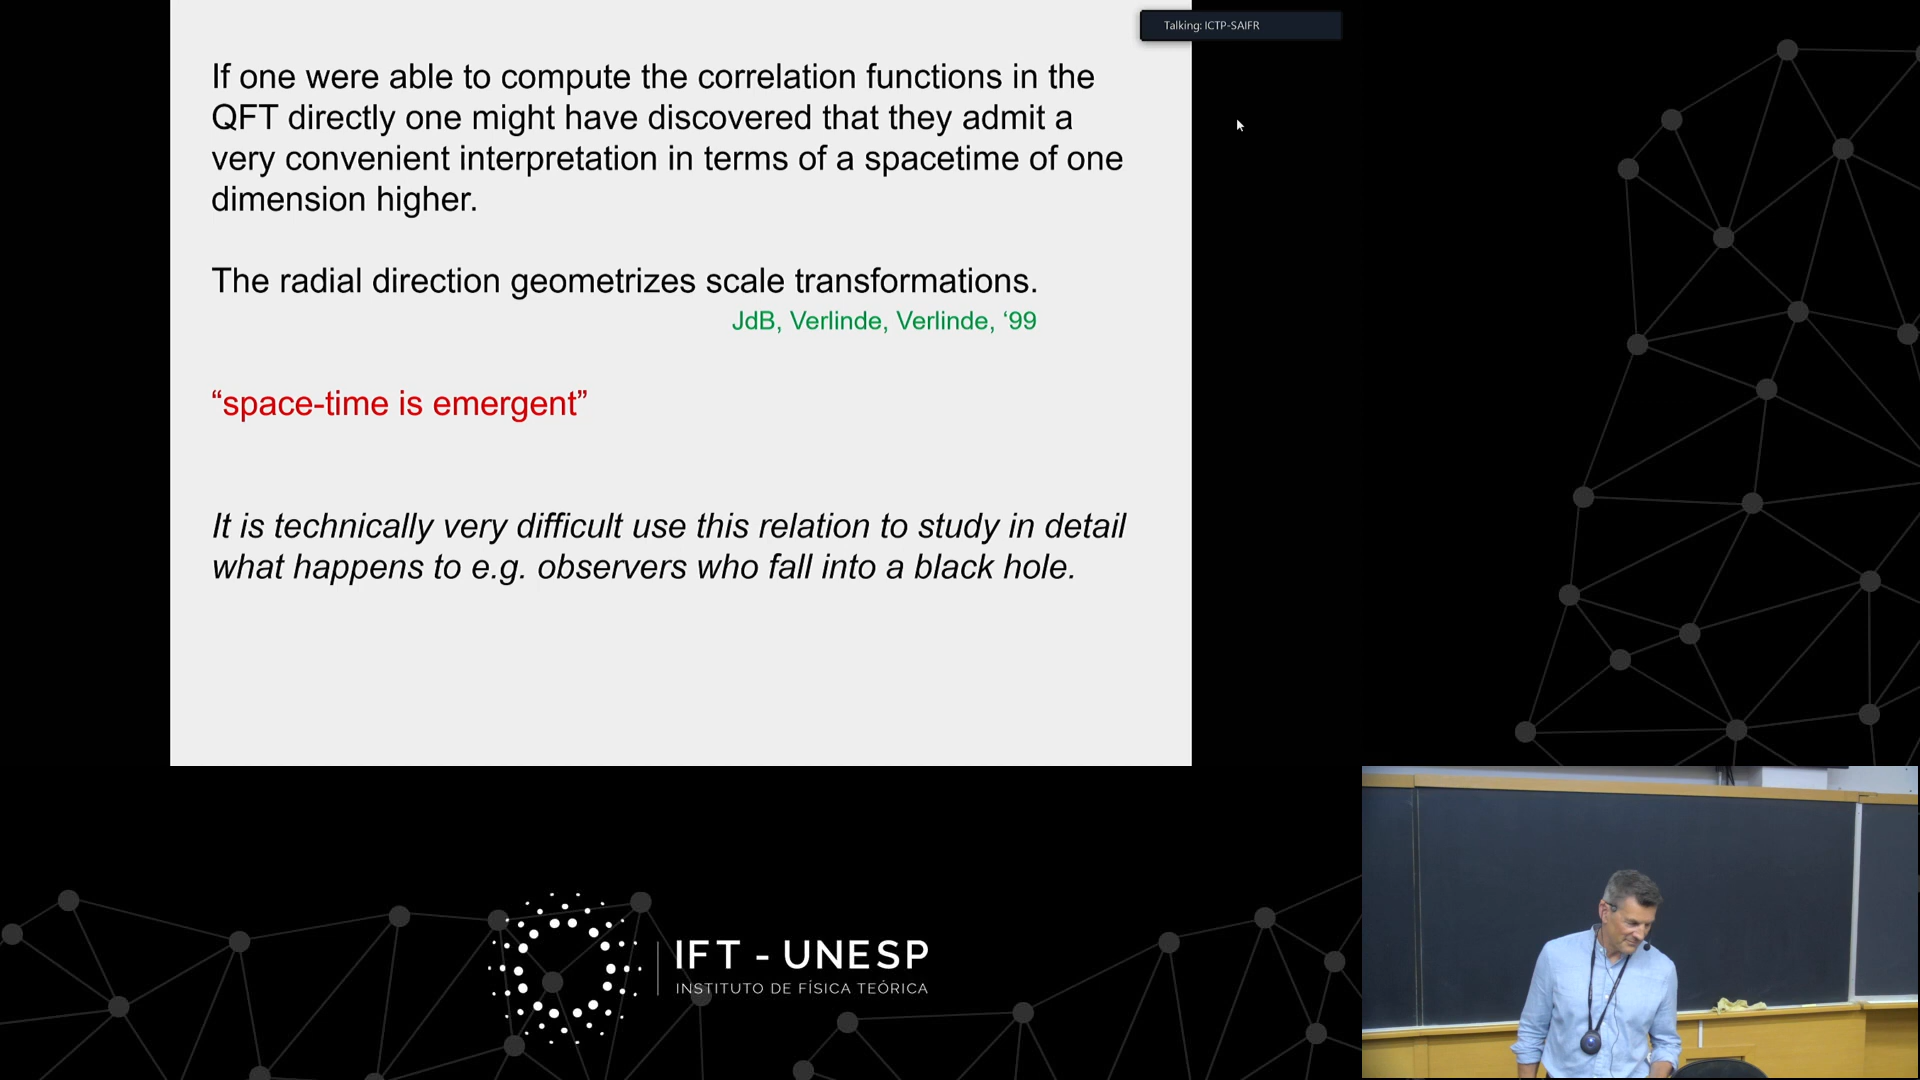 Talking: ICTP-SAIFR
If one were able to compute the correlation functions in the
QFT directly one might have discovered that they admit a
very convenient interpretation in terms of a spacetime of one
dimension higher.
The radial direction geometrizes scale transformations.
JdB, Verlinde, Verlinde, ‘99
“space-time is emergent”
It is technically very difficult use this relation to study in detail
what happens to e.g. observers who fall into a black hole.
IFT - UNESP
INSTITUTO DE FÍSICA TEÓRICA